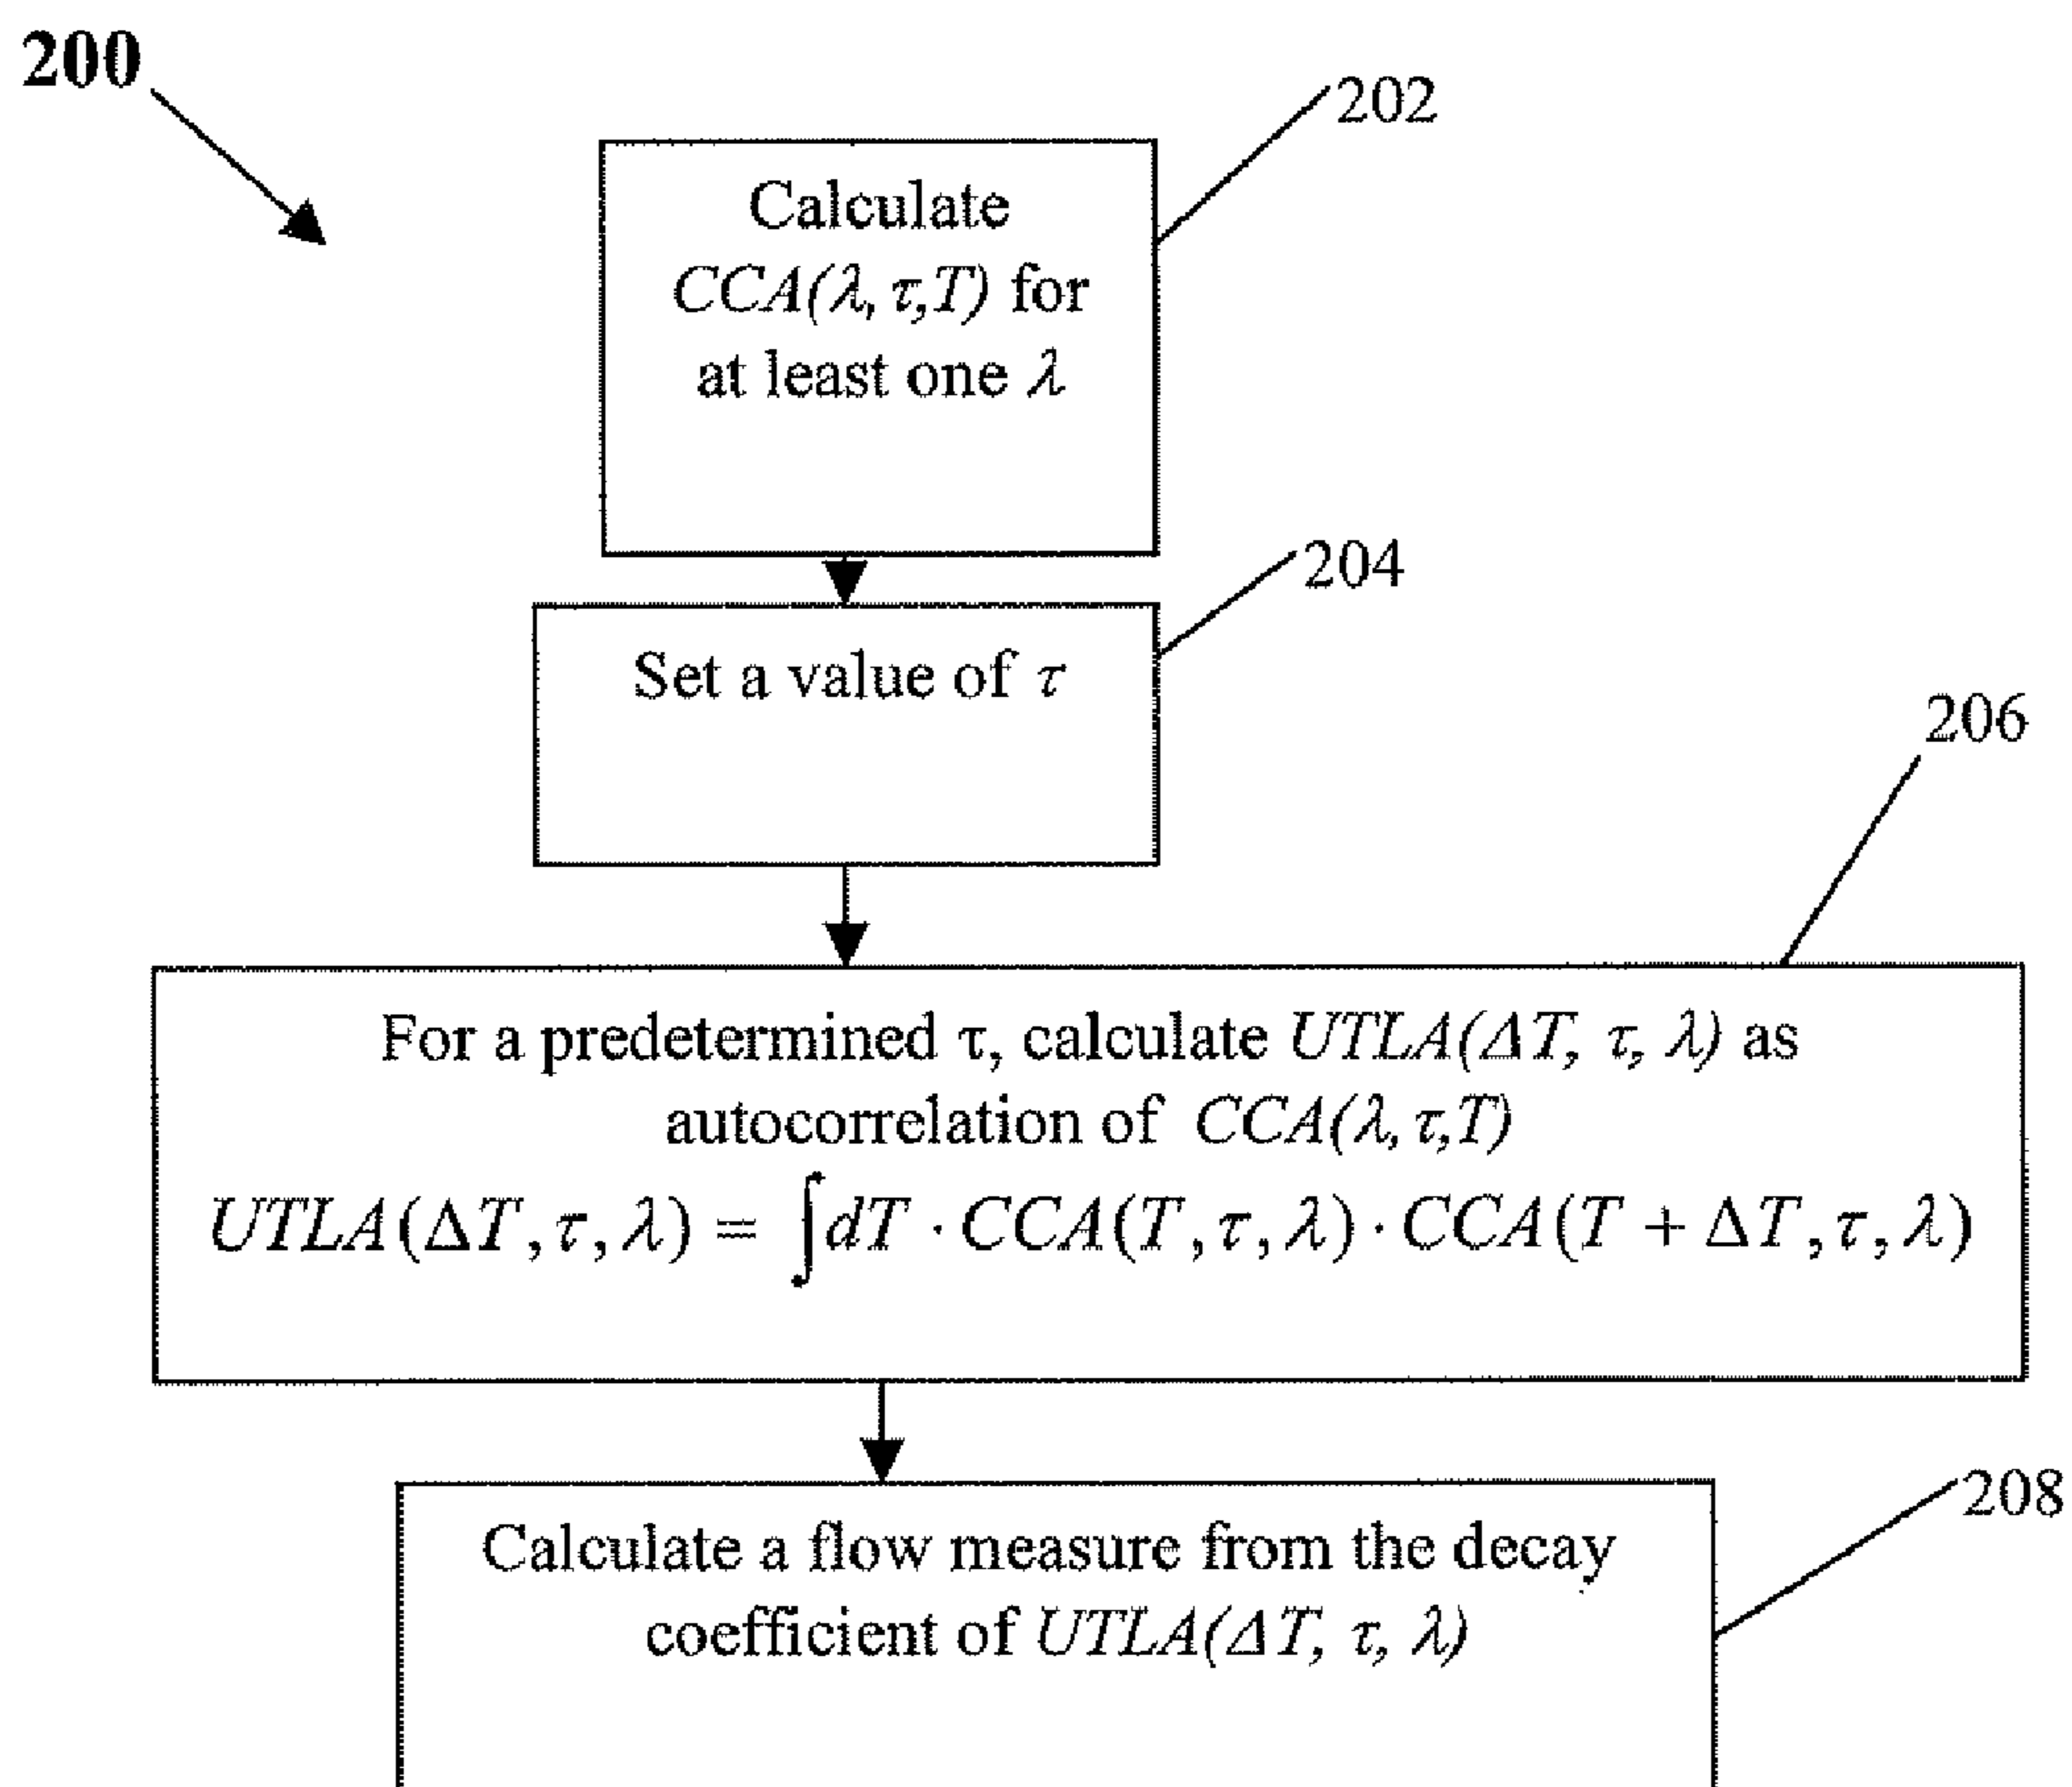 200
202
Calculate
CCA(λ, τ,T) for
at least one λ
204
Set a value of τ
206
For a predetermined τ, calculate UTLA(ΔT, τ, λ) as
autocorrelation of CCA(λ, τ,T)
UTLA(ΔT,τ,λ) = ∫dT · CCA(T,τ,λ) · CCA(T + ΔT,τ,λ)
208
Calculate a flow measure from the decay
coefficient of UTLA(ΔT, τ, λ)